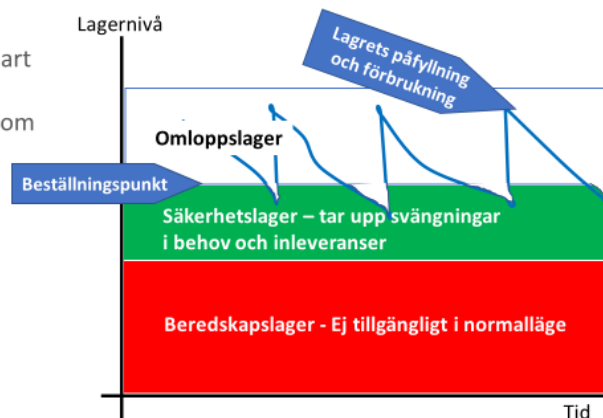 Lagernivå
art
om
Lagrets påfyllning
och förbrukning
Omloppslager
Beställningspunkt
Säkerhetslager – tar upp svängningar
i behov och inleveranser
Beredskapslager - Ej tillgängligt i normalläge
Tid